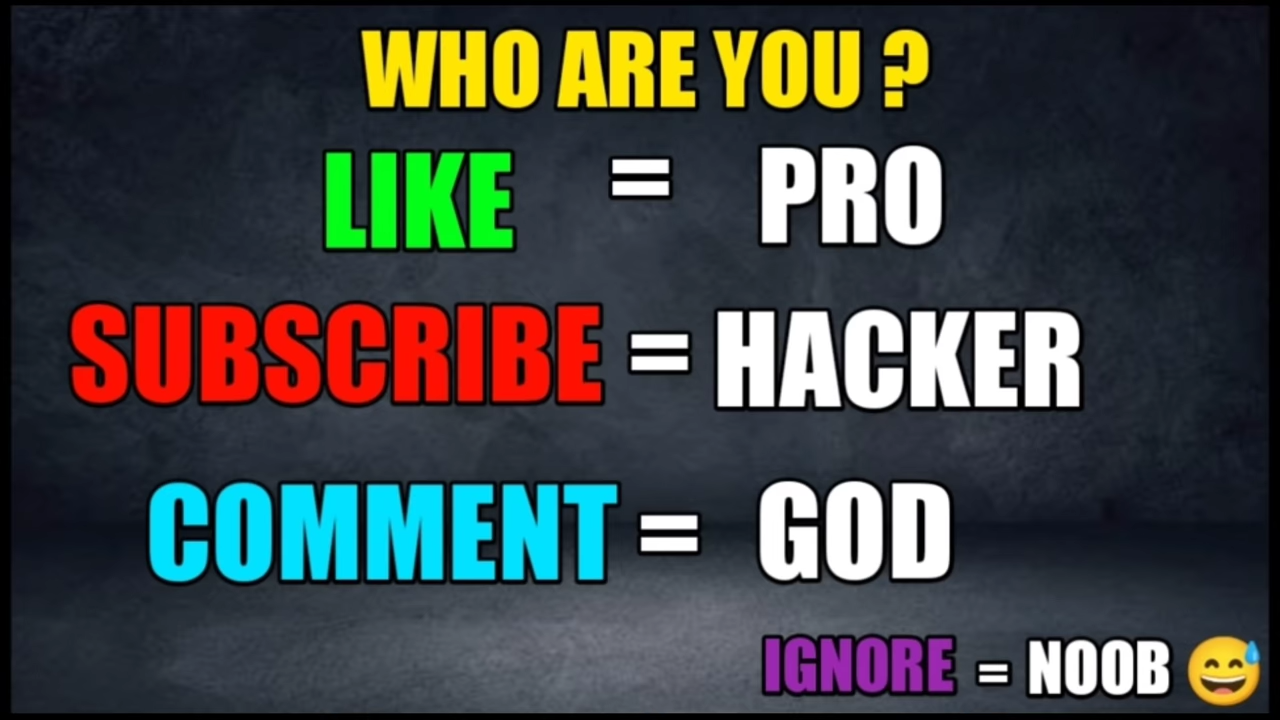 WHO ARE YOU ?
LIKE = PRO
SUBSCRIBE = HACKER
COMMENT = GOD
IGNORE = NOOB 😅